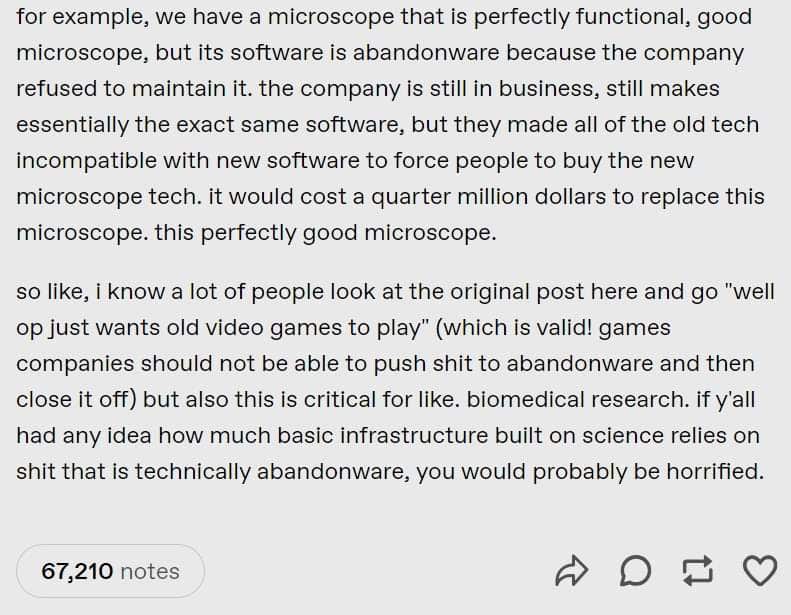 for example, we have a microscope that is perfectly functional, good
microscope, but its software is abandonware because the company
refused to maintain it. the company is still in business, still makes
essentially the exact same software, but they made all of the old tech
incompatible with new software to force people to buy the new
microscope tech. it would cost a quarter million dollars to replace this
microscope. this perfectly good microscope.
so like, i know a lot of people look at the original post here and go "well
op just wants old video games to play" (which is valid! games
companies should not be able to push shit to abandonware and then
close it off) but also this is critical for like. biomedical research. if y'all
had any idea how much basic infrastructure built on science relies on
shit that is technically abandonware, you would probably be horrified.
67,210 notes